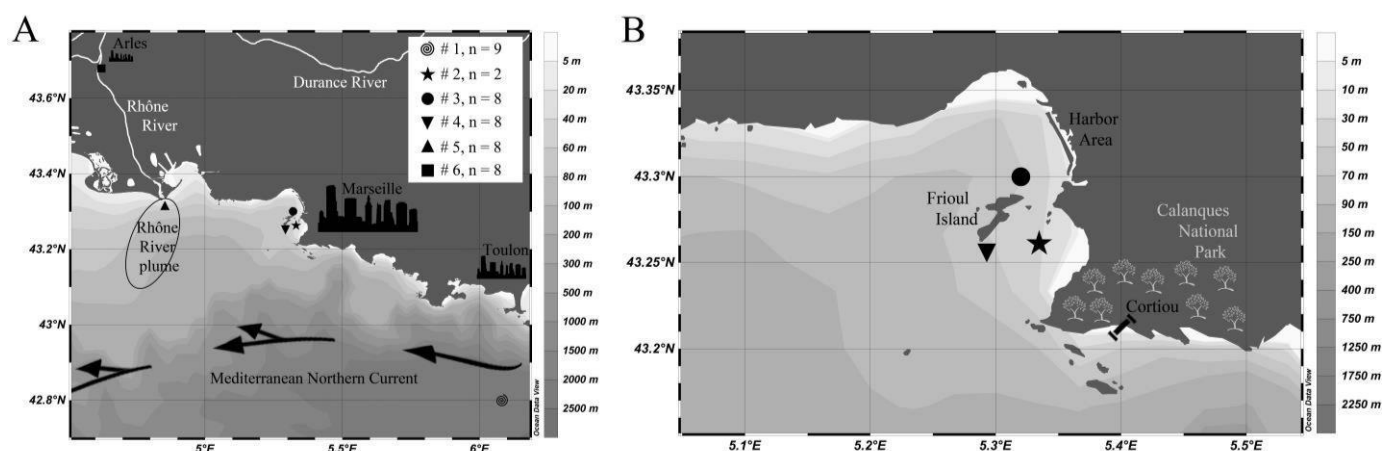 A
Arles
Rhône
River
Durance River
# 1, n = 9
# 2, n = 2
# 3, n = 8
# 4, n = 8
# 5, n = 8
# 6, n = 8
Marseille
Toulon
Rhône
River
plume
Mediterranean Northern Current
43.6°N
43.4°N
43.2°N
43°N
42.8°N
5°E
5.5°E
6°E
5 m
20 m
40 m
60 m
80 m
100 m
200 m
300 m
500 m
1000 m
1500 m
2000 m
2500 m
Ocean Data View
B
Harbor
Area
Frioul
Island
Calanques
National
Park
Cortiou
43.35°N
43.3°N
43.25°N
43.2°N
5.1°E
5.2°E
5.3°E
5.4°E
5.5°E
5 m
10 m
30 m
50 m
70 m
90 m
150 m
250 m
400 m
750 m
1250 m
1750 m
2250 m
Ocean Data View